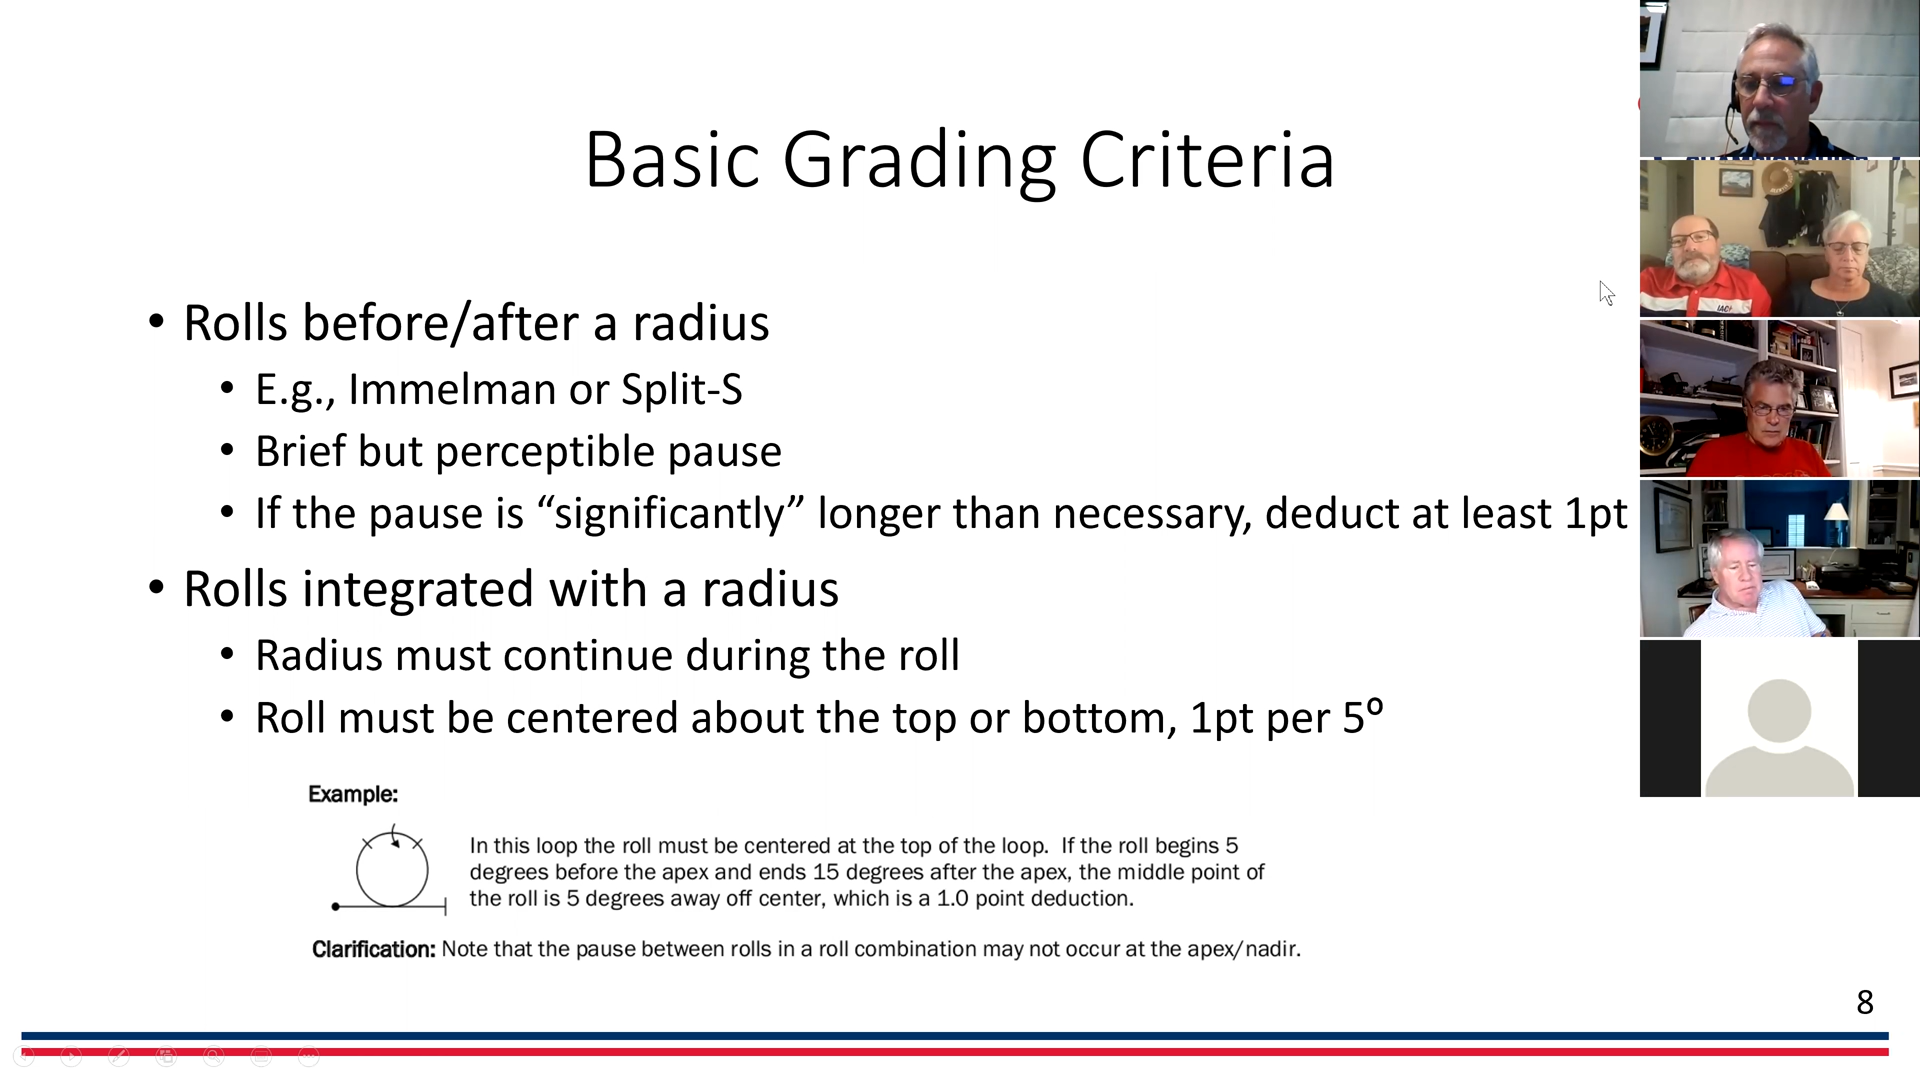 Basic Grading Criteria
• Rolls before/after a radius
• E.g., Immelman or Split-S
• Brief but perceptible pause
• If the pause is “significantly” longer than necessary, deduct at least 1pt
• Rolls integrated with a radius
• Radius must continue during the roll
• Roll must be centered about the top or bottom, 1pt per 5º
Example:
In this loop the roll must be centered at the top of the loop. If the roll begins 5
degrees before the apex and ends 15 degrees after the apex, the middle point of
the roll is 5 degrees away off center, which is a 1.0 point deduction.
Clarification: Note that the pause between rolls in a roll combination may not occur at the apex/nadir.
8
IAC